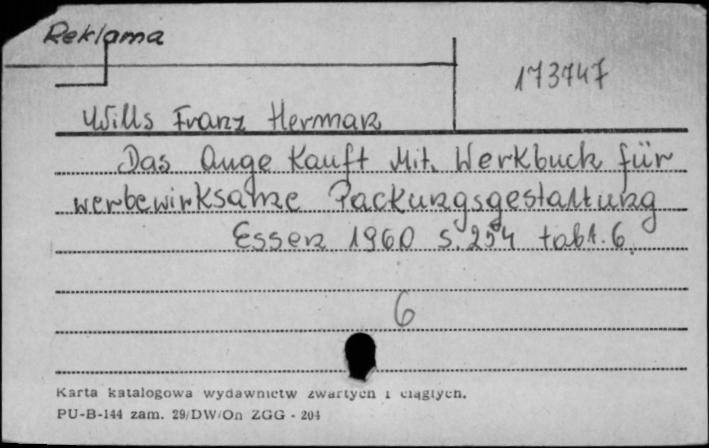 Reklama
173747
Wills Franz Herman
Das Auge Kauft Mit. Werkbuch für
werbewirksame Packungsgestaltung
Essen 1960 s. 254 tabl. 6.
6
Karta katalogowa wydawnictw zwartych i ciągłych.
PU-B-144 zam. 29/DW/On ZGG - 204